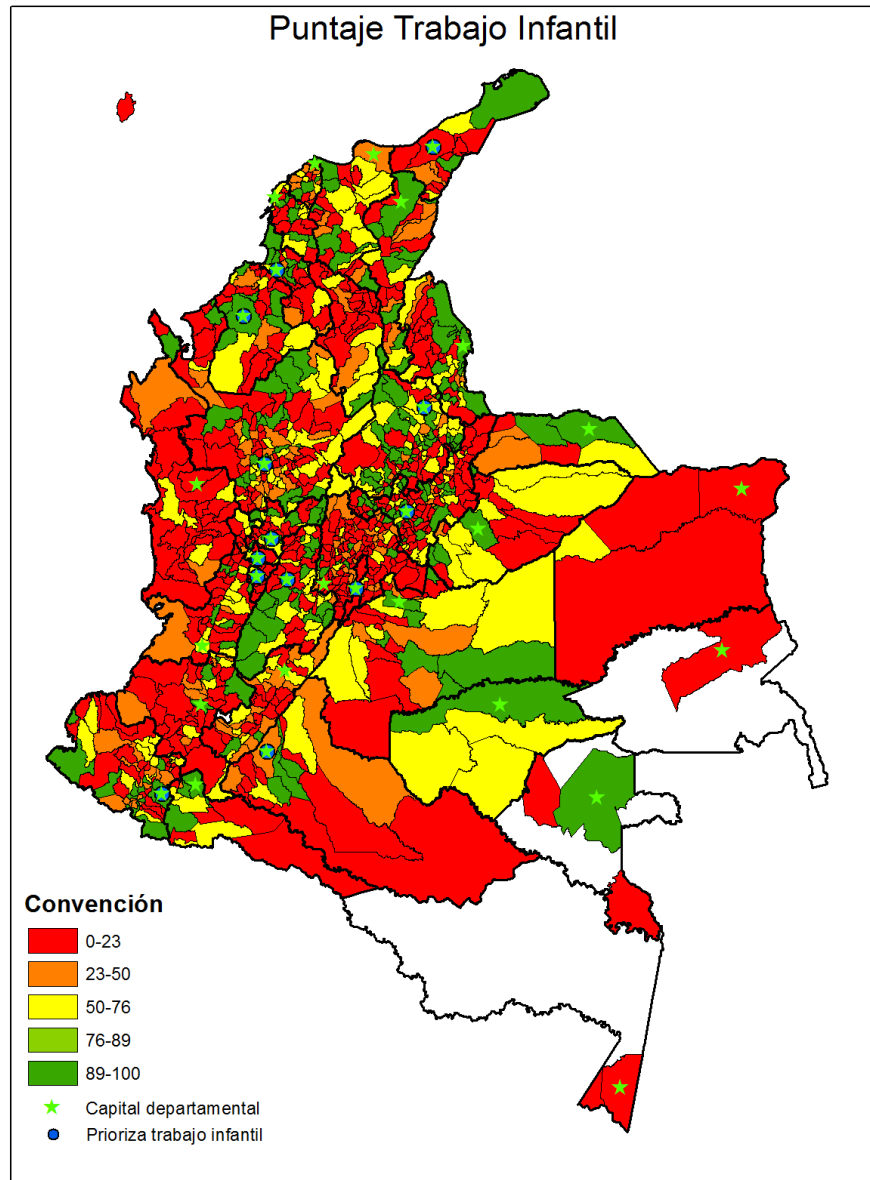 Puntaje Trabajo Infantil
Convención
0-23
23-50
50-76
76-89
89-100
Capital departamental
Prioriza trabajo infantil